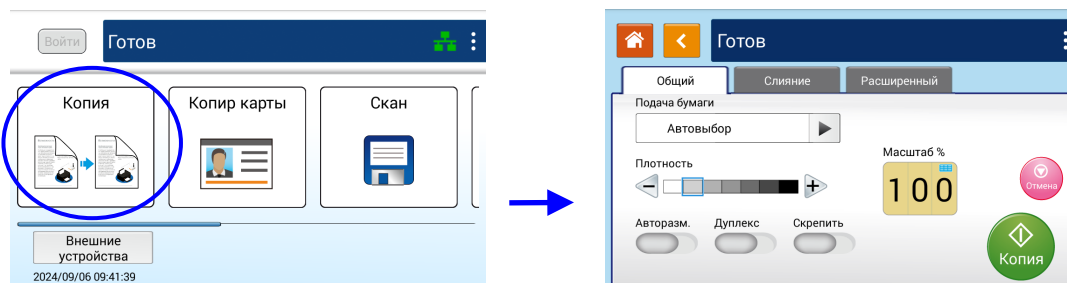 Войти
Готов
Копия
Копир карты
Скан
Внешние
устройства
2024/09/06 09:41:39
Готов
Общий
Слияние
Расширенный
Подача бумаги
Автовыбор
Плотность
Масштаб %
100
Отмена
Авторазм.
Дуплекс
Скрепить
Копия